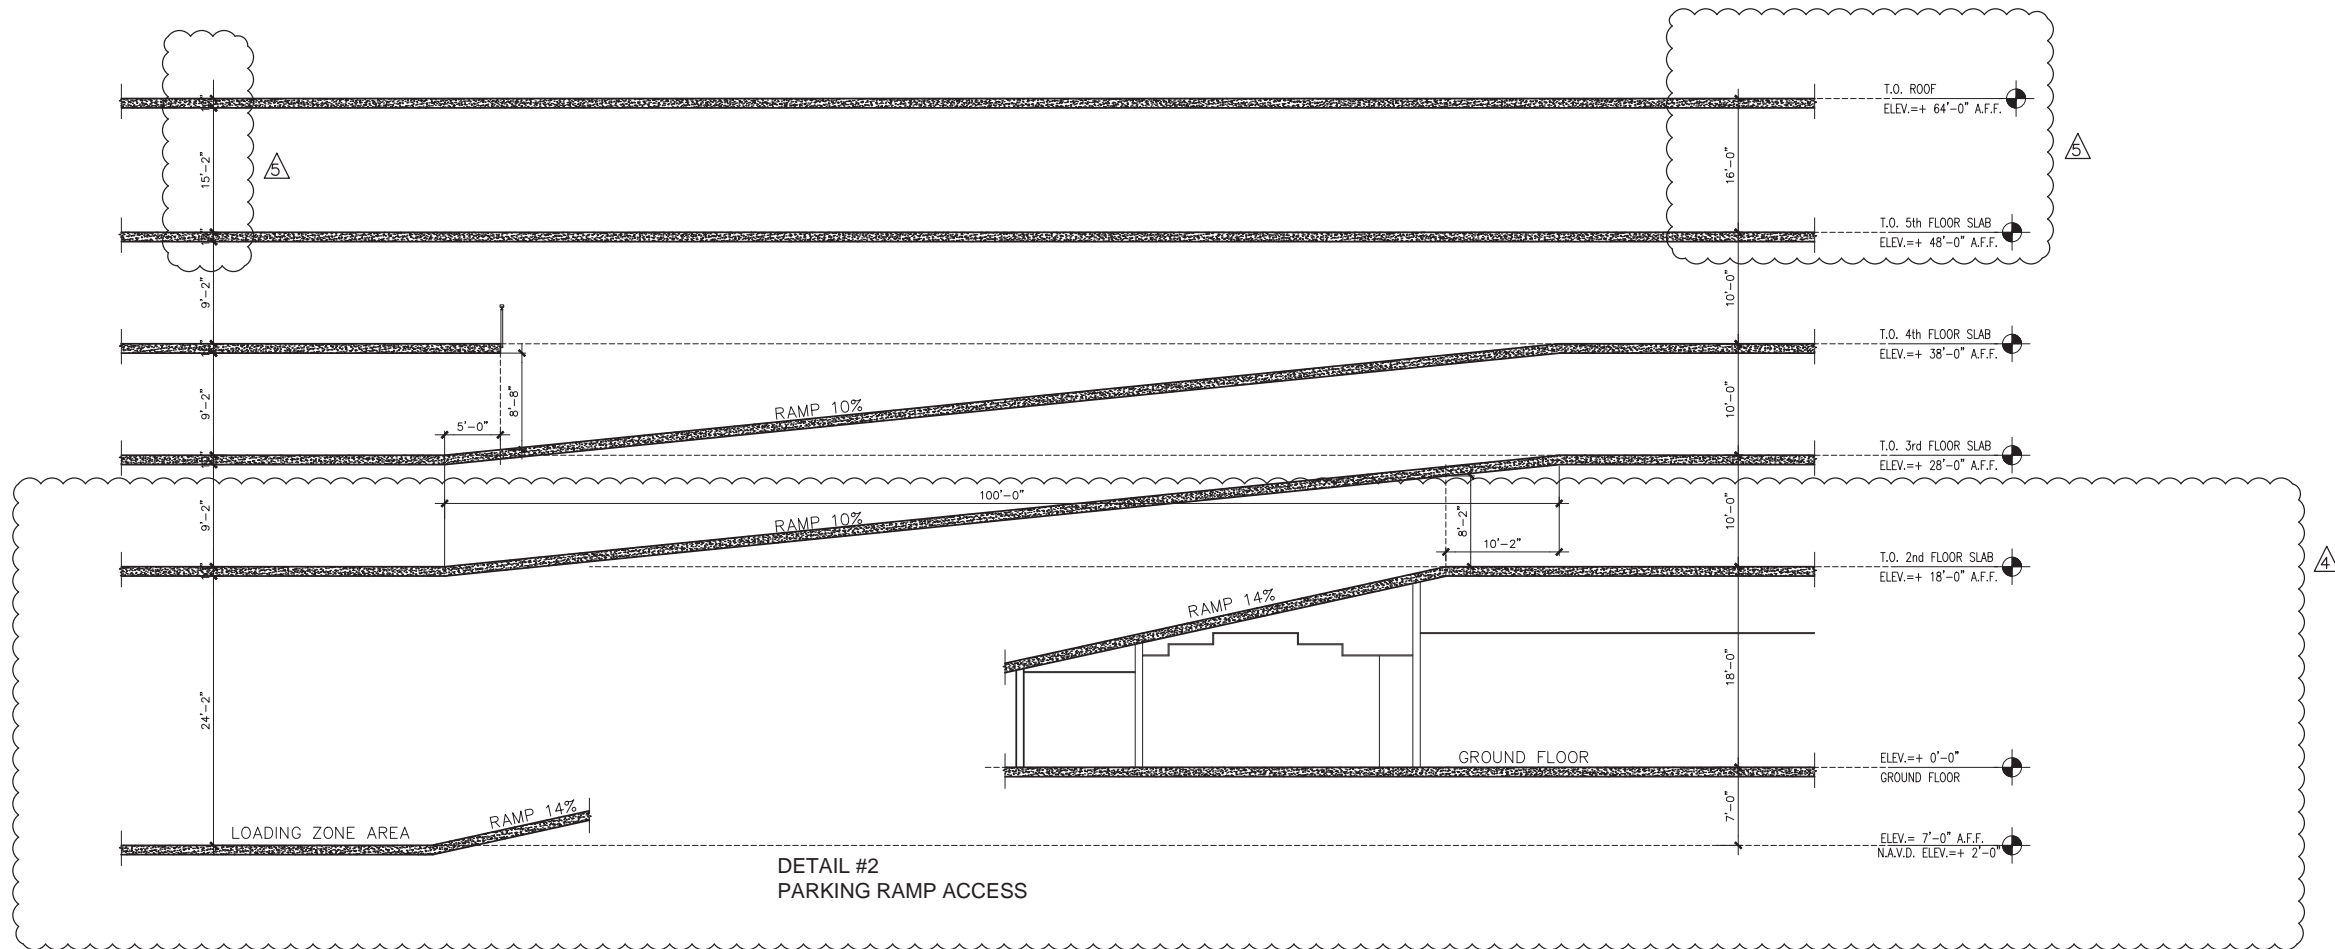 T.O. ROOF
ELEV.=+ 64'-0" A.F.F.
15'-2"
5
16'-0"
5
T.O. 5th FLOOR SLAB
ELEV.=+ 48'-0" A.F.F.
9'-2"
10'-0"
T.O. 4th FLOOR SLAB
ELEV.=+ 38'-0" A.F.F.
9'-2"
5'-0"
8'-8"
RAMP 10%
10'-0"
T.O. 3rd FLOOR SLAB
ELEV.=+ 28'-0" A.F.F.
9'-2"
100'-0"
RAMP 10%
8'-2"
10'-2"
10'-0"
T.O. 2nd FLOOR SLAB
ELEV.=+ 18'-0" A.F.F.
4
RAMP 14%
24'-2"
18'-0"
GROUND FLOOR
ELEV.=+ 0'-0"
GROUND FLOOR
LOADING ZONE AREA
RAMP 14%
7'-0"
ELEV.= 7'-0" A.F.F.
N.A.V.D. ELEV.=+ 2'-0"
DETAIL #2
PARKING RAMP ACCESS